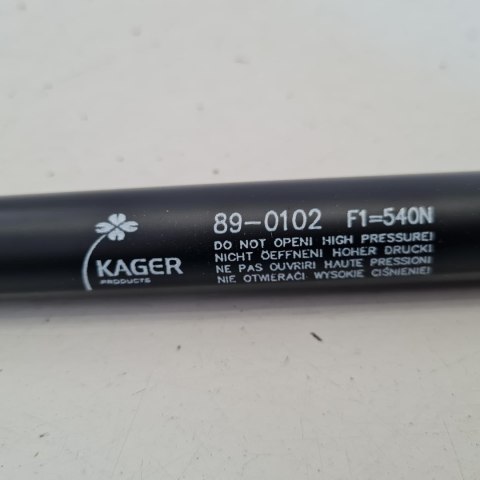 KAGER
PRODUCTS
89-0102 F1=540N
DO NOT OPEN! HIGH PRESSURE!
NICHT ÖEFFNEN! HOHER DRUCK!
NE PAS OUVRIR! HAUTE PRESSION!
NIE OTWIERAĆ! WYSOKIE CIŚNIENIE!